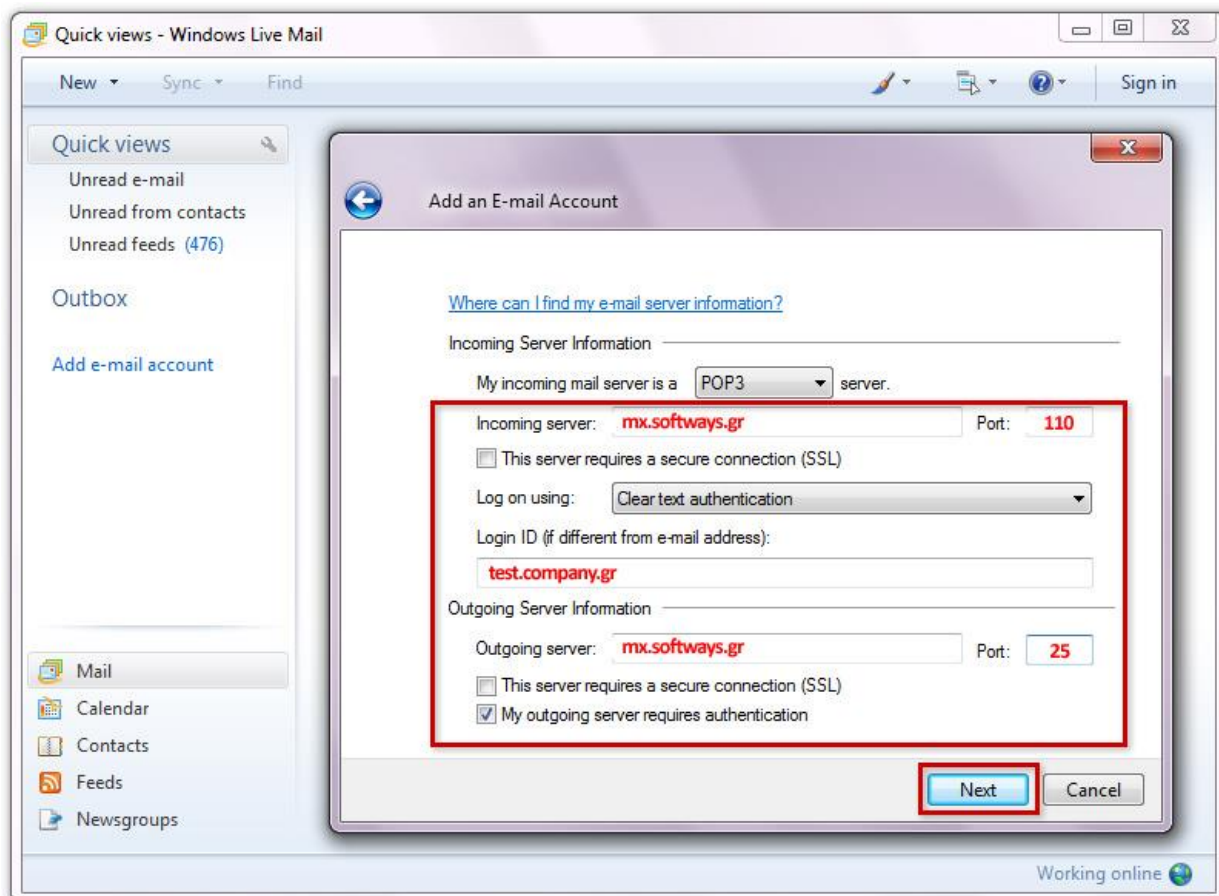 Quick views - Windows Live Mail
New Sync Find Sign in
Quick views
Unread e-mail
Unread from contacts
Unread feeds (476)
Outbox
Add e-mail account
Mail
Calendar
Contacts
Feeds
Newsgroups
Add an E-mail Account
Where can I find my e-mail server information?
Incoming Server Information
My incoming mail server is a POP3 server.
Incoming server: mx.softways.gr Port: 110
This server requires a secure connection (SSL)
Log on using: Clear text authentication
Login ID (if different from e-mail address):
test.company.gr
Outgoing Server Information
Outgoing server: mx.softways.gr Port: 25
This server requires a secure connection (SSL)
My outgoing server requires authentication
Next Cancel
Working online